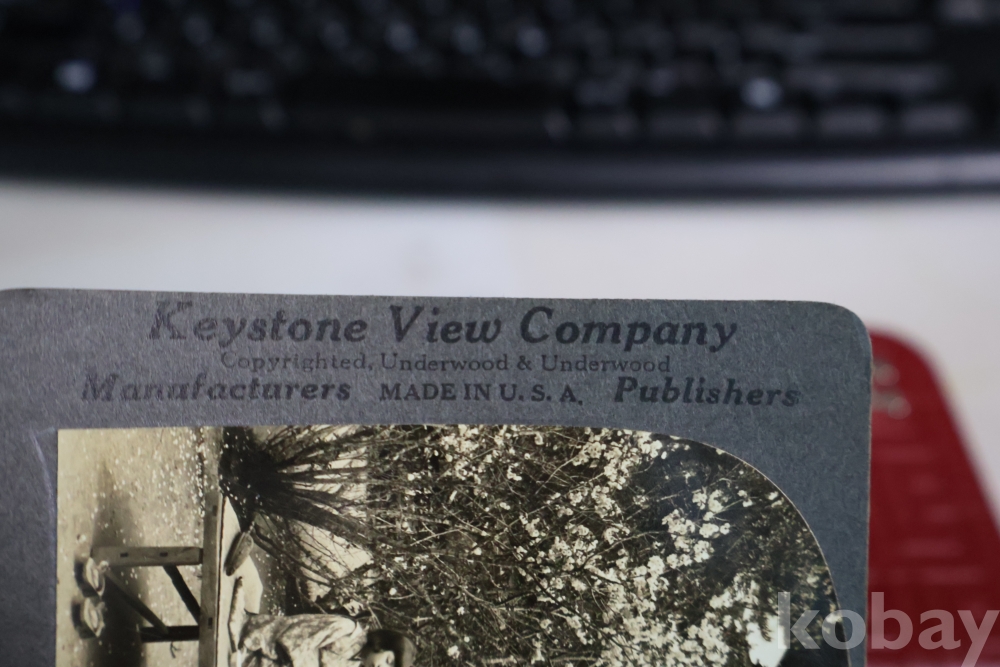 Keystone View Company
Copyrighted, Underwood & Underwood
Manufacturers MADE IN U. S. A. Publishers
kobay